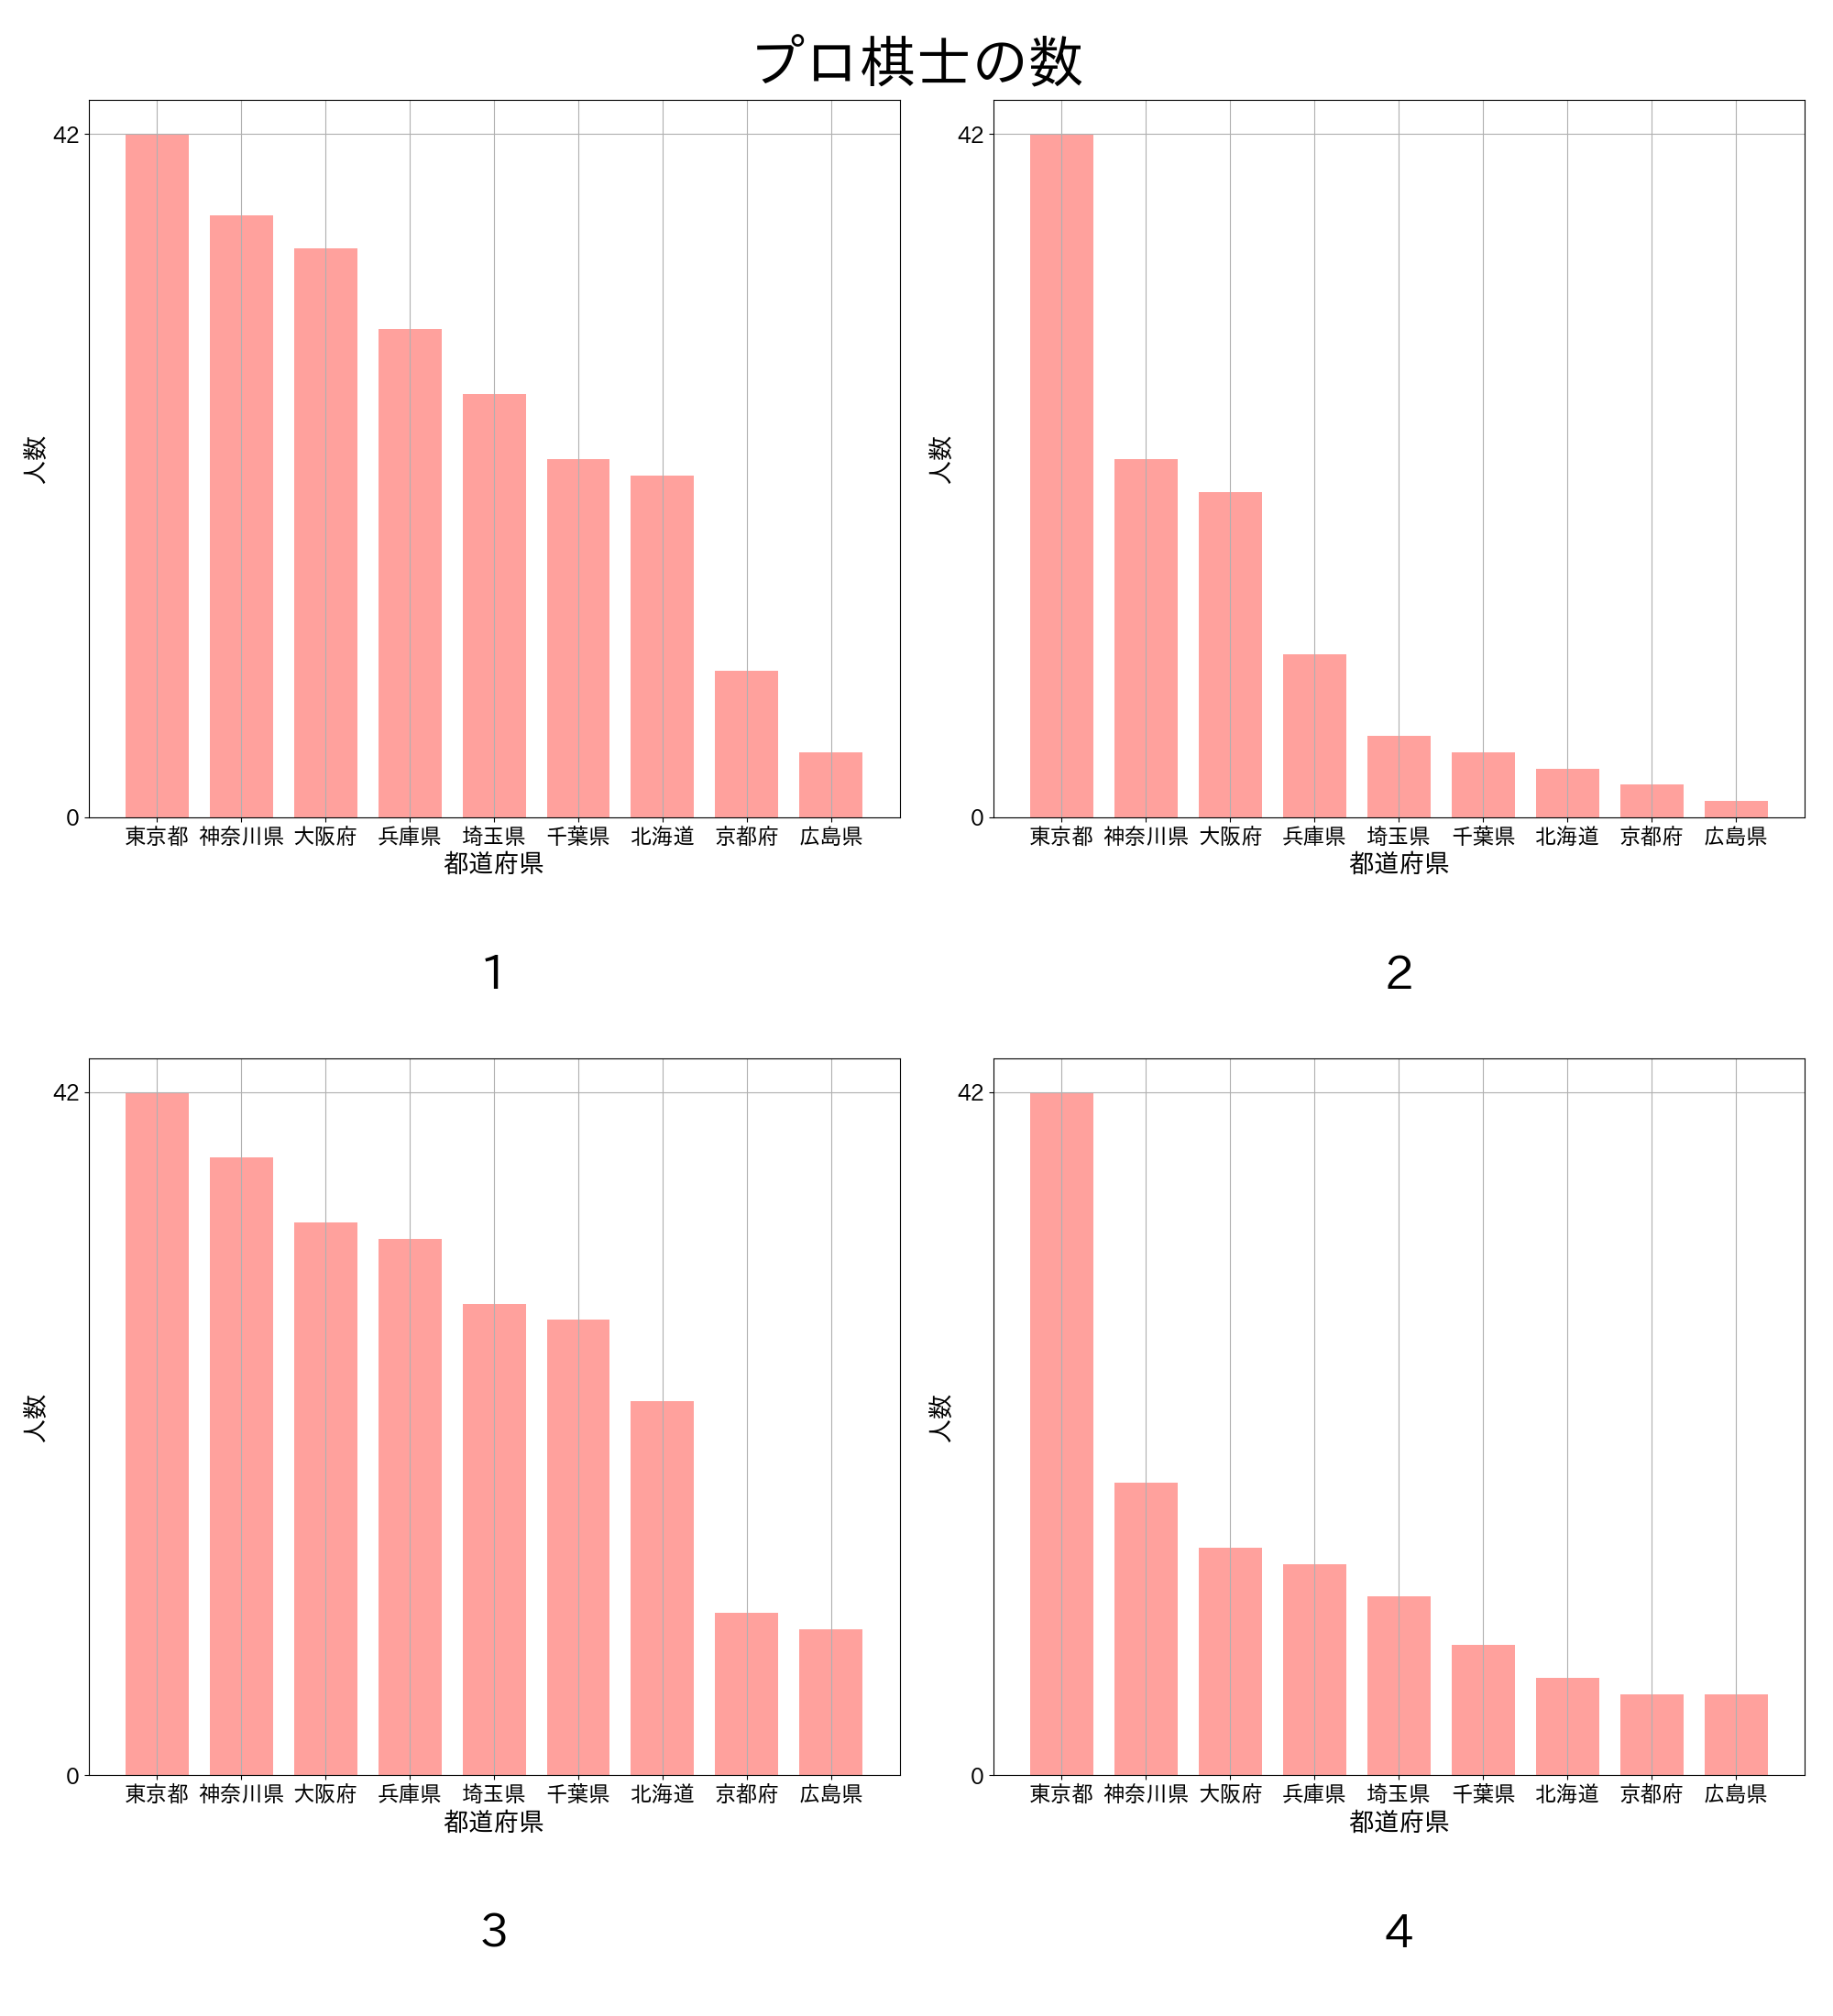 プロ棋士の数
42
0
人数
東京都 神奈川県 大阪府 兵庫県 埼玉県 千葉県 北海道 京都府 広島県
都道府県
1
42
0
人数
東京都 神奈川県 大阪府 兵庫県 埼玉県 千葉県 北海道 京都府 広島県
都道府県
2
42
0
人数
東京都 神奈川県 大阪府 兵庫県 埼玉県 千葉県 北海道 京都府 広島県
都道府県
3
42
0
人数
東京都 神奈川県 大阪府 兵庫県 埼玉県 千葉県 北海道 京都府 広島県
都道府県
4